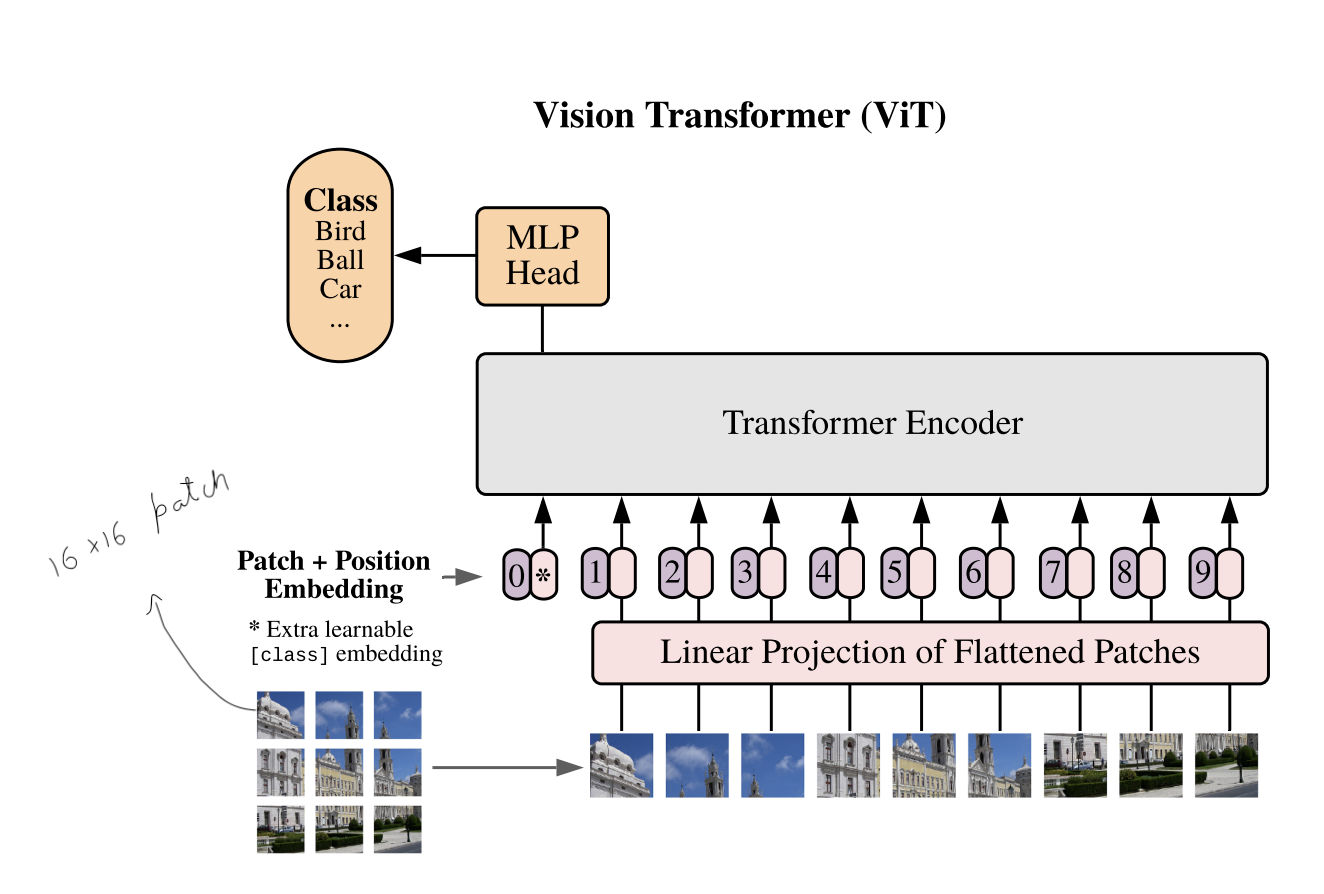 Vision Transformer (ViT)
Class
Bird
Ball
Car
...
MLP
Head
Transformer Encoder
16 x16 patch
Patch + Position
Embedding
* Extra learnable
[class] embedding
0 * 1 2 3 4 5 6 7 8 9
Linear Projection of Flattened Patches